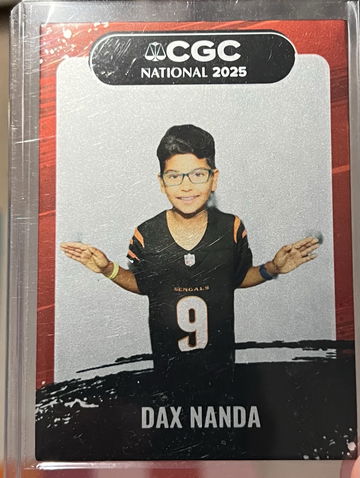 CGC
NATIONAL 2025
BENGALS
9
DAX NANDA